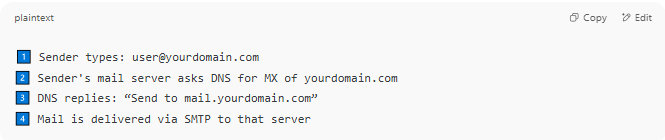 plaintext
Copy
Edit
1 Sender types: user@yourdomain.com
2 Sender's mail server asks DNS for MX of yourdomain.com
3 DNS replies: “Send to mail.yourdomain.com”
4 Mail is delivered via SMTP to that server